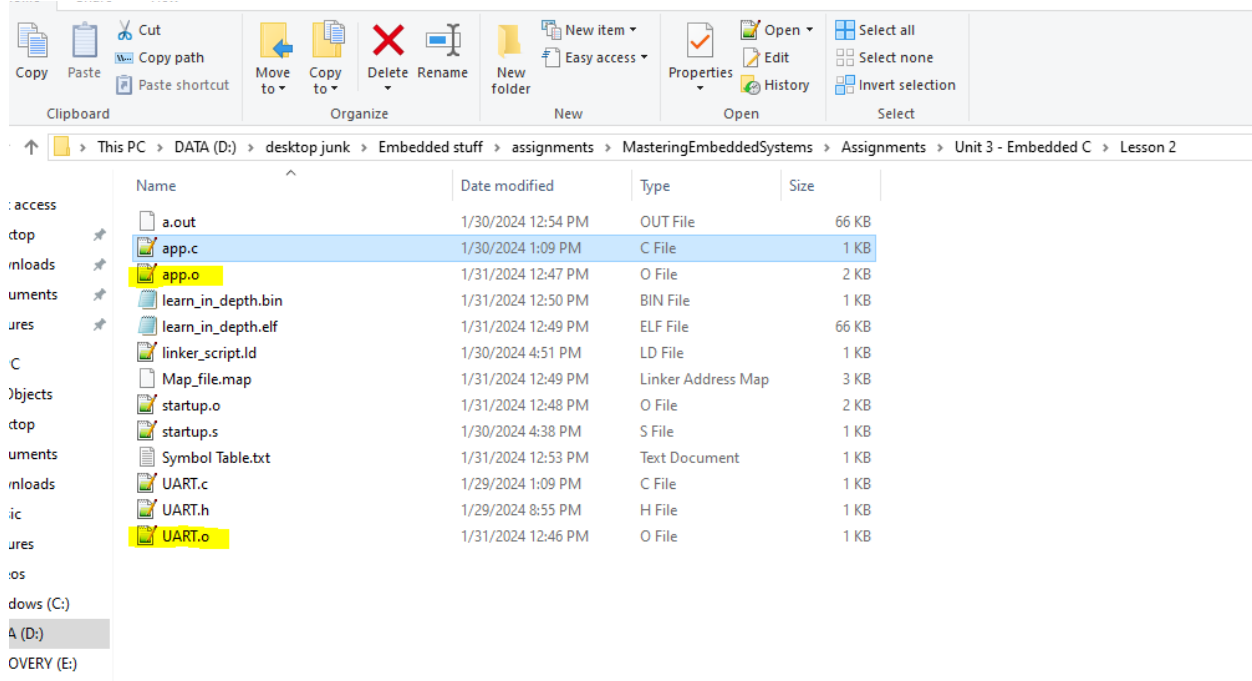 Cut
Copy path
Paste shortcut
Copy
Paste
Clipboard
Move to
Copy to
Delete
Rename
Organize
New folder
New item
Easy access
New
Properties
Open
Edit
History
Open
Select all
Select none
Invert selection
Select
This PC > DATA (D:) > desktop junk > Embedded stuff > assignments > MasteringEmbeddedSystems > Assignments > Unit 3 - Embedded C > Lesson 2
Name Date modified Type Size
a.out 1/30/2024 12:54 PM OUT File 66 KB
app.c 1/30/2024 1:09 PM C File 1 KB
app.o 1/31/2024 12:47 PM O File 2 KB
learn_in_depth.bin 1/31/2024 12:50 PM BIN File 1 KB
learn_in_depth.elf 1/31/2024 12:49 PM ELF File 66 KB
linker_script.ld 1/30/2024 4:51 PM LD File 1 KB
Map_file.map 1/31/2024 12:49 PM Linker Address Map 3 KB
startup.o 1/31/2024 12:48 PM O File 2 KB
startup.s 1/30/2024 4:38 PM S File 1 KB
Symbol Table.txt 1/31/2024 12:53 PM Text Document 1 KB
UART.c 1/29/2024 1:09 PM C File 1 KB
UART.h 1/29/2024 8:55 PM H File 1 KB
UART.o 1/31/2024 12:46 PM O File 1 KB
access
ktop
wnloads
uments
ures
PC
Objects
ktop
uments
wnloads
ic
ures
eos
dows (C:)
A (D:)
OVERY (E:)